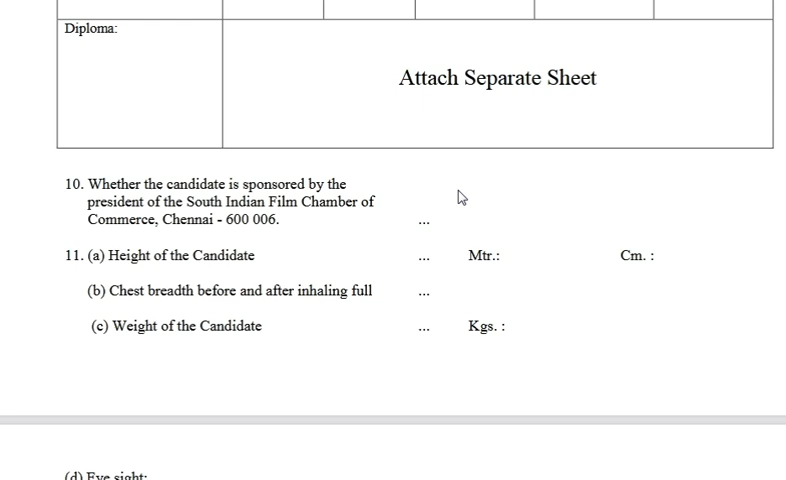 Diploma:
Attach Separate Sheet
10. Whether the candidate is sponsored by the
president of the South Indian Film Chamber of
Commerce, Chennai - 600 006. ...
11. (a) Height of the Candidate ... Mtr.: Cm. :
(b) Chest breadth before and after inhaling full ...
(c) Weight of the Candidate ... Kgs. :
(d) Eye sight: